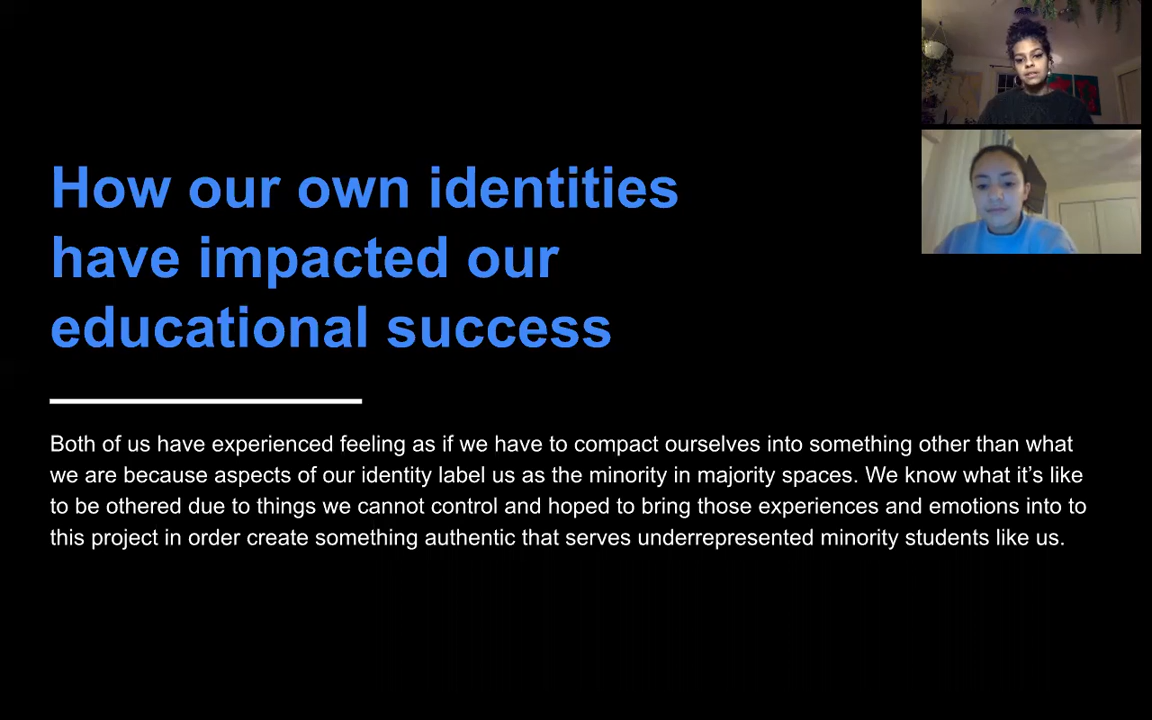 How our own identities
have impacted our
educational success
Both of us have experienced feeling as if we have to compact ourselves into something other than what
we are because aspects of our identity label us as the minority in majority spaces. We know what it’s like
to be othered due to things we cannot control and hoped to bring those experiences and emotions into to
this project in order create something authentic that serves underrepresented minority students like us.